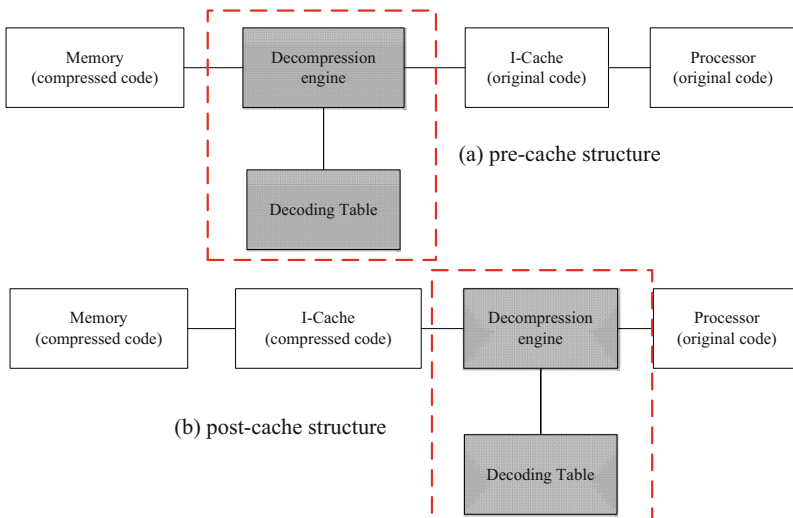 Memory
(compressed code)
Decompression
engine
I-Cache
(original code)
Processor
(original code)
(a) pre-cache structure
Decoding Table
Memory
(compressed code)
I-Cache
(compressed code)
Decompression
engine
Processor
(original code)
(b) post-cache structure
Decoding Table